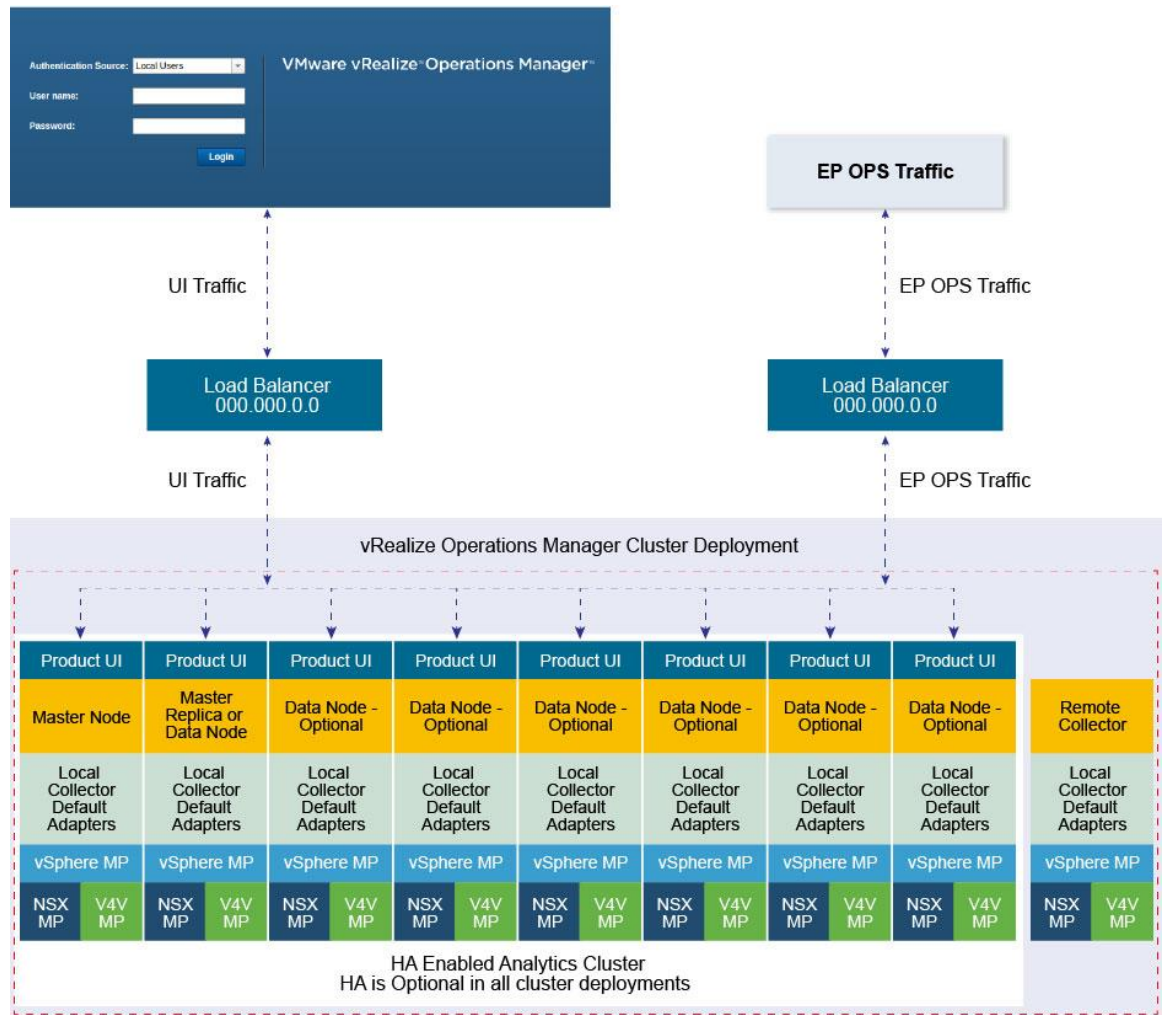 Authentication Source:
Local Users
VMware vRealize™ Operations Manager™
User name:
Password:
Login
EP OPS Traffic
UI Traffic
EP OPS Traffic
Load Balancer
000.000.0.0
Load Balancer
000.000.0.0
UI Traffic
EP OPS Traffic
vRealize Operations Manager Cluster Deployment
Product UI
Product UI
Product UI
Product UI
Product UI
Product UI
Product UI
Product UI
Master Node
Master
Replica or
Data Node
Data Node -
Optional
Data Node -
Optional
Data Node -
Optional
Data Node -
Optional
Data Node -
Optional
Data Node -
Optional
Remote
Collector
Local
Collector
Default
Adapters
Local
Collector
Default
Adapters
Local
Collector
Default
Adapters
Local
Collector
Default
Adapters
Local
Collector
Default
Adapters
Local
Collector
Default
Adapters
Local
Collector
Default
Adapters
Local
Collector
Default
Adapters
Local
Collector
Default
Adapters
vSphere MP
vSphere MP
vSphere MP
vSphere MP
vSphere MP
vSphere MP
vSphere MP
vSphere MP
vSphere MP
NSX
MP
V4V
MP
NSX
MP
V4V
MP
NSX
MP
V4V
MP
NSX
MP
V4V
MP
NSX
MP
V4V
MP
NSX
MP
V4V
MP
NSX
MP
V4V
MP
NSX
MP
V4V
MP
NSX
MP
V4V
MP
HA Enabled Analytics Cluster
HA is Optional in all cluster deployments